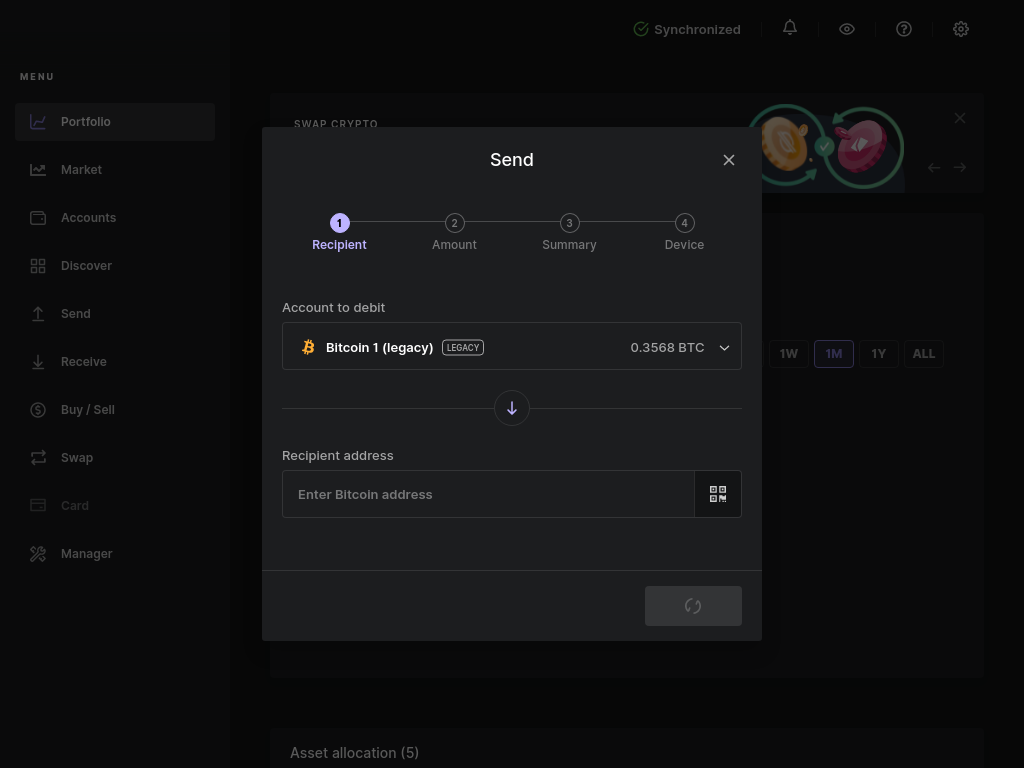 Synchronized
MENU
Portfolio
Market
Accounts
Discover
Send
Receive
Buy / Sell
Swap
Card
Manager
SWAP CRYPTO
Send
1 2 3 4
Recipient Amount Summary Device
Account to debit
Bitcoin 1 (legacy) LEGACY 0.3568 BTC
Recipient address
Enter Bitcoin address
1W 1M 1Y ALL
Asset allocation (5)